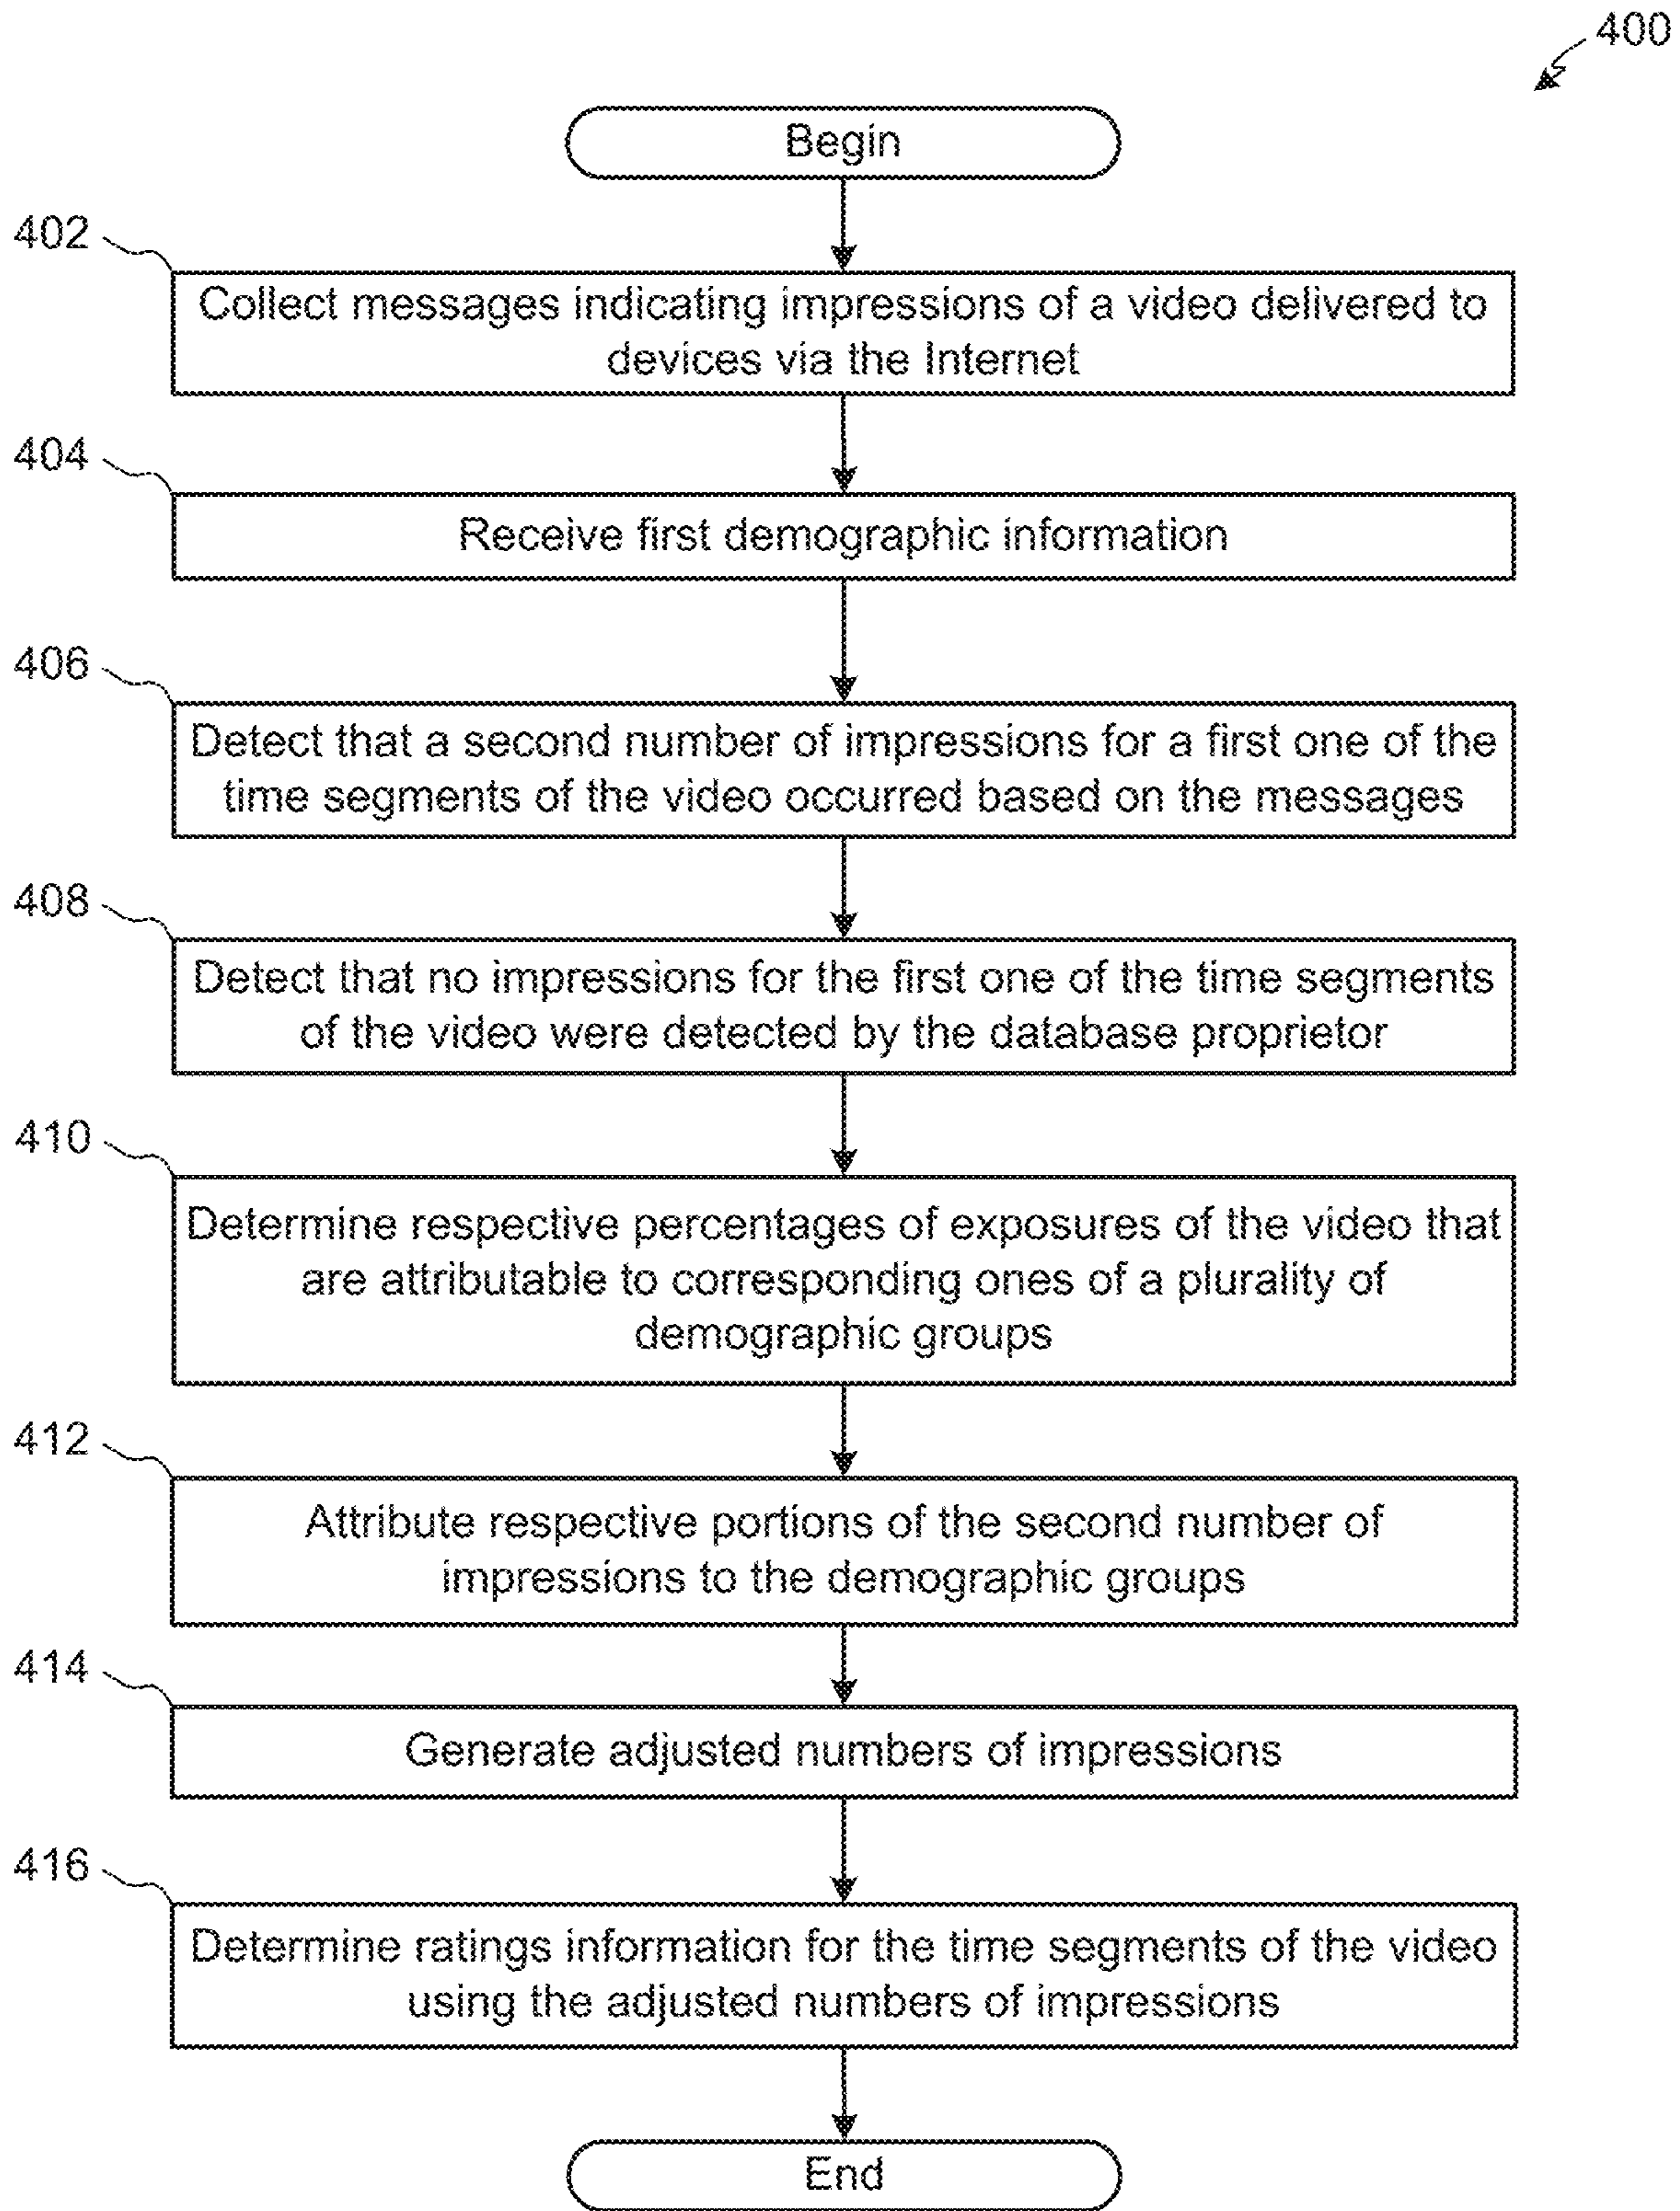 400
Begin
402
Collect messages indicating impressions of a video delivered to
devices via the Internet
404
Receive first demographic information
406
Detect that a second number of impressions for a first one of the
time segments of the video occurred based on the messages
408
Detect that no impressions for the first one of the time segments
of the video were detected by the database proprietor
410
Determine respective percentages of exposures of the video that
are attributable to corresponding ones of a plurality of
demographic groups
412
Attribute respective portions of the second number of
impressions to the demographic groups
414
Generate adjusted numbers of impressions
416
Determine ratings information for the time segments of the video
using the adjusted numbers of impressions
End